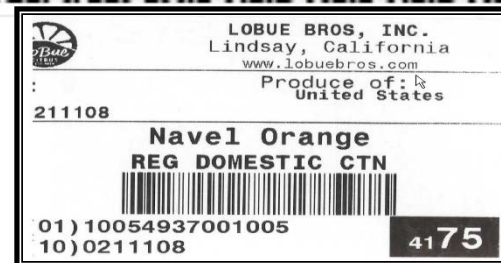 LOBUE BROS, INC.
Lindsay, California
www.lobuebros.com
Produce of:
United States
:
211108
Navel Orange
REG DOMESTIC CTN
01)10054937001005
10)0211108
4175